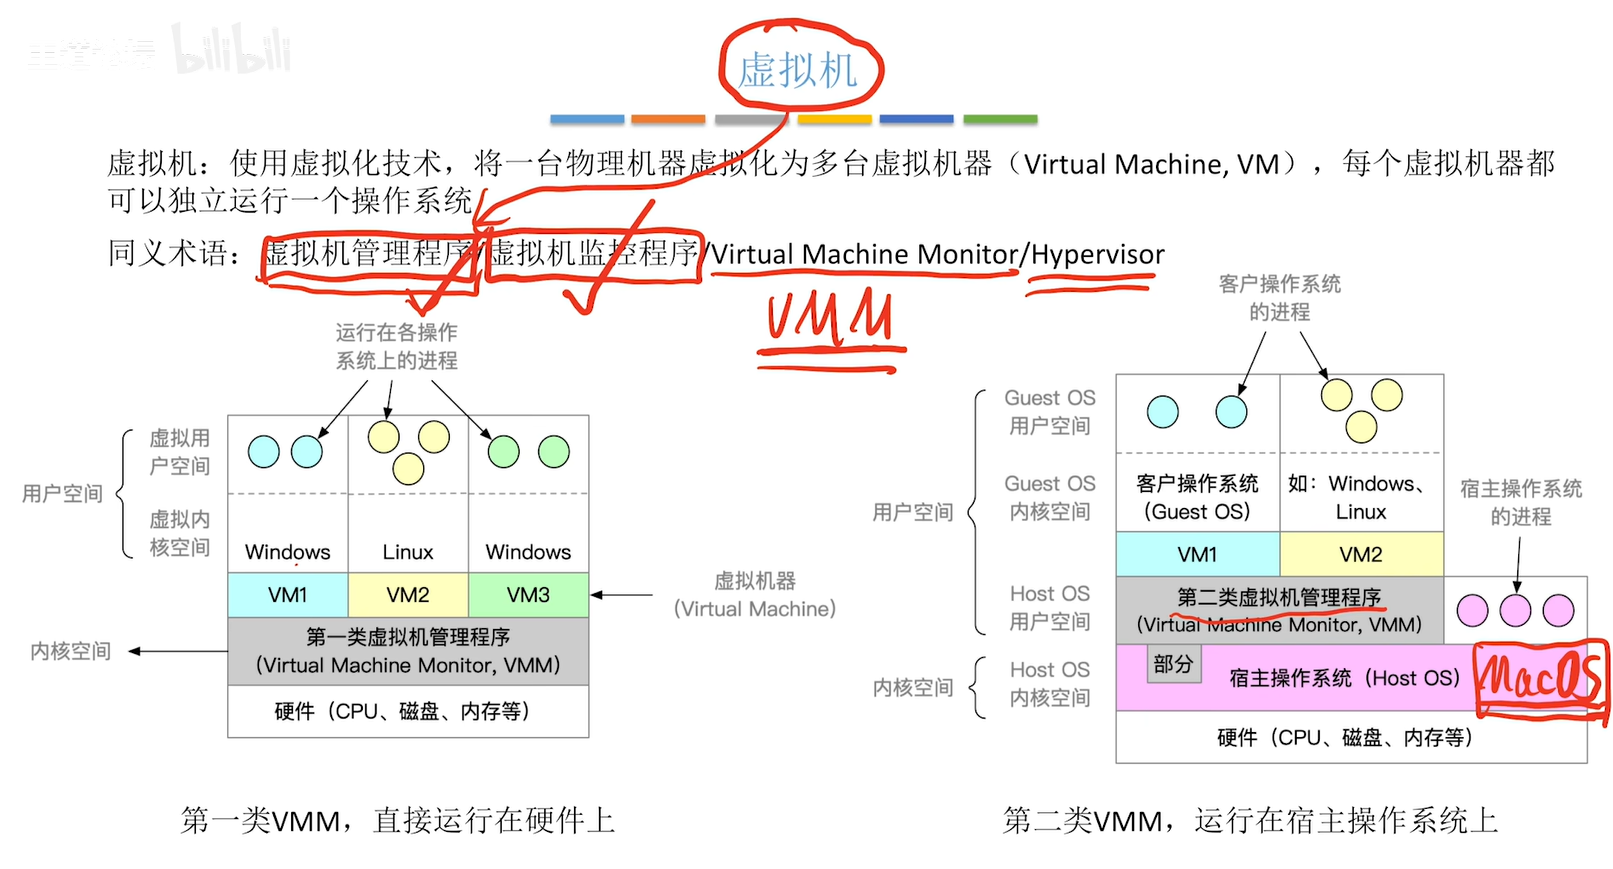 bilibili
虚拟机
虚拟机：使用虚拟化技术，将一台物理机器虚拟化为多台虚拟机器（Virtual Machine, VM），每个虚拟机器都
可以独立运行一个操作系统
同义术语：虚拟机管理程序/虚拟机监控程序/Virtual Machine Monitor/Hypervisor
VMM
运行在各操作
系统上的进程
用户空间
虚拟用
户空间
虚拟内
核空间
Windows
Linux
Windows
VM1
VM2
VM3
虚拟机器
（Virtual Machine）
内核空间
第一类虚拟机管理程序
（Virtual Machine Monitor, VMM）
硬件（CPU、磁盘、内存等）
第一类VMM，直接运行在硬件上
客户操作系统
的进程
用户空间
Guest OS
用户空间
Guest OS
内核空间
客户操作系统
（Guest OS）
如：Windows、
Linux
宿主操作系统
的进程
VM1
VM2
Host OS
用户空间
第二类虚拟机管理程序
（Virtual Machine Monitor, VMM）
内核空间
Host OS
内核空间
部分
宿主操作系统（Host OS）
MacOS
硬件（CPU、磁盘、内存等）
第二类VMM，运行在宿主操作系统上